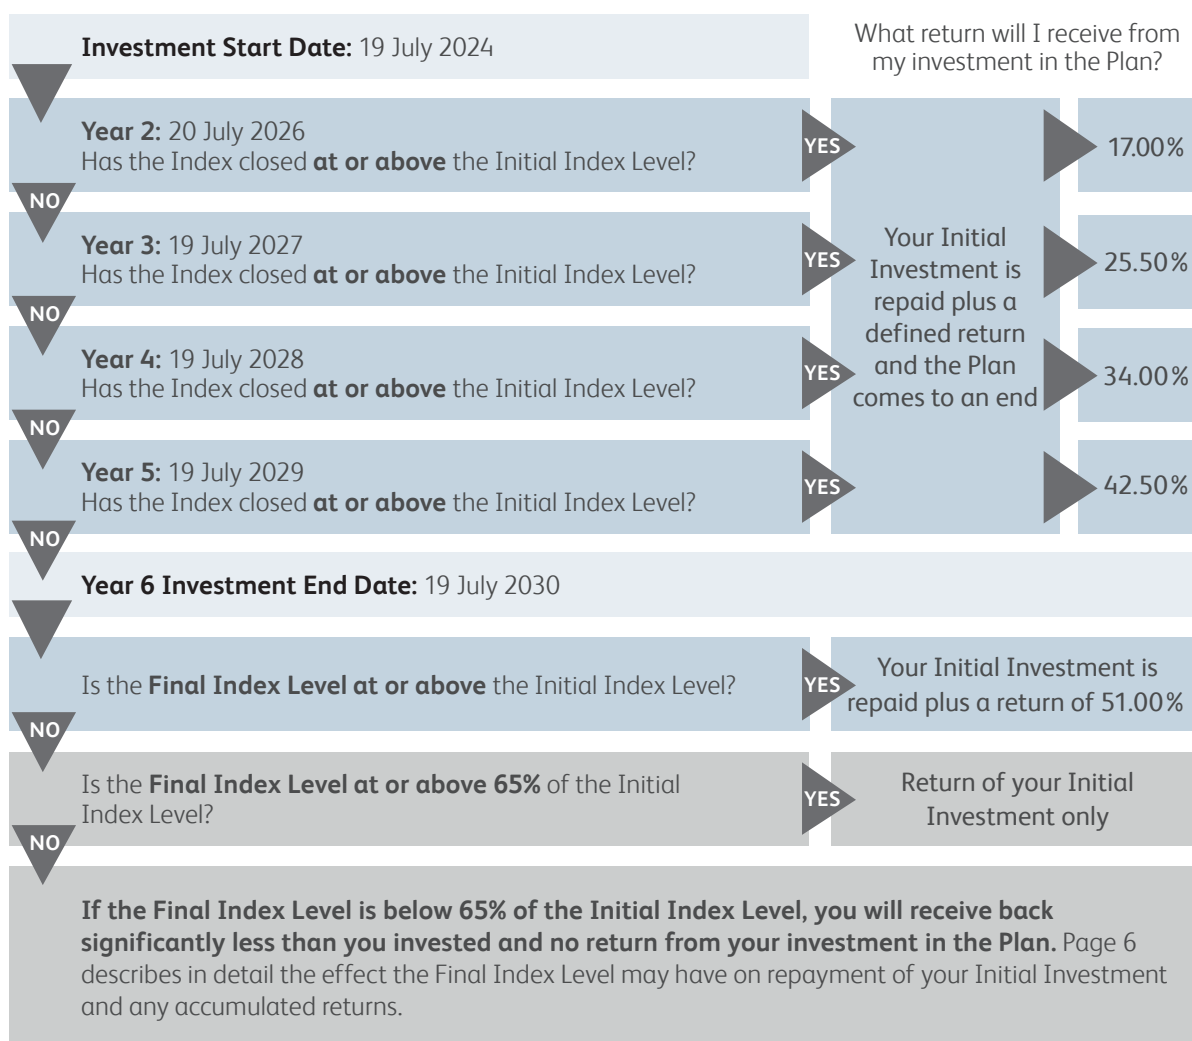 Investment Start Date: 19 July 2024
What return will I receive from
my investment in the Plan?
Year 2: 20 July 2026
Has the Index closed at or above the Initial Index Level?
YES
17.00%
NO
Year 3: 19 July 2027
Has the Index closed at or above the Initial Index Level?
YES
Your Initial
Investment is
repaid plus a
defined return
and the Plan
comes to an end
25.50%
NO
Year 4: 19 July 2028
Has the Index closed at or above the Initial Index Level?
YES
34.00%
NO
Year 5: 19 July 2029
Has the Index closed at or above the Initial Index Level?
YES
42.50%
NO
Year 6 Investment End Date: 19 July 2030
Is the Final Index Level at or above the Initial Index Level?
YES
Your Initial Investment is
repaid plus a return of 51.00%
NO
Is the Final Index Level at or above 65% of the Initial
Index Level?
YES
Return of your Initial
Investment only
NO
If the Final Index Level is below 65% of the Initial Index Level, you will receive back
significantly less than you invested and no return from your investment in the Plan. Page 6
describes in detail the effect the Final Index Level may have on repayment of your Initial Investment
and any accumulated returns.